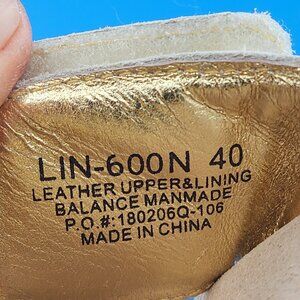 LIN-600N 40
LEATHER UPPER&LINING
BALANCE MANMADE
P.O.#:180206Q-106
MADE IN CHINA